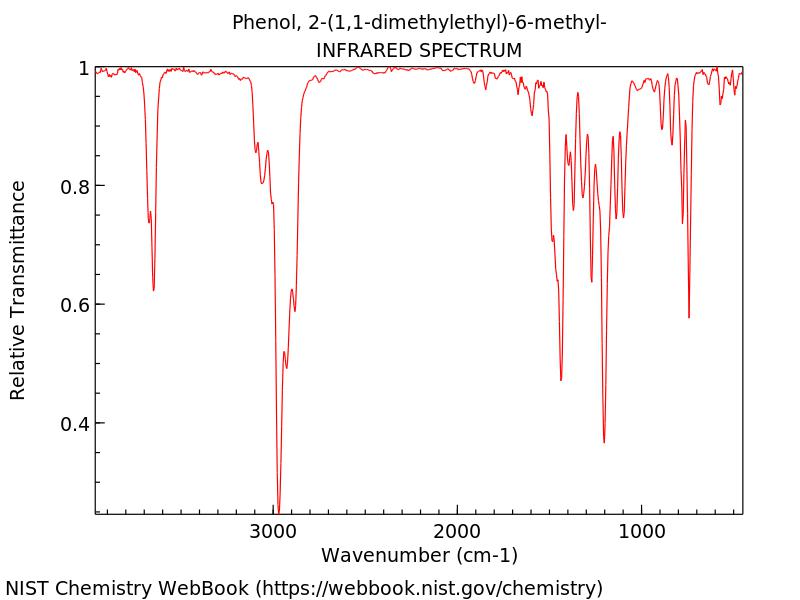 Phenol, 2-(1,1-dimethylethyl)-6-methyl-
INFRARED SPECTRUM
1
0.8
0.6
0.4
Relative Transmittance
3000 2000 1000
Wavenumber (cm-1)
NIST Chemistry WebBook (https://webbook.nist.gov/chemistry)